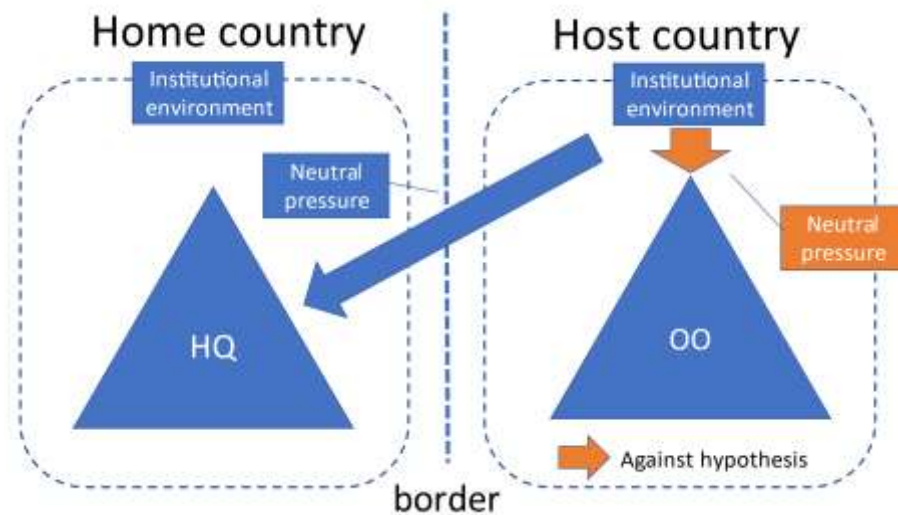 Home country
Host country
Institutional
environment
Institutional
environment
Neutral
pressure
Neutral
pressure
HQ
OO
Against hypothesis
border